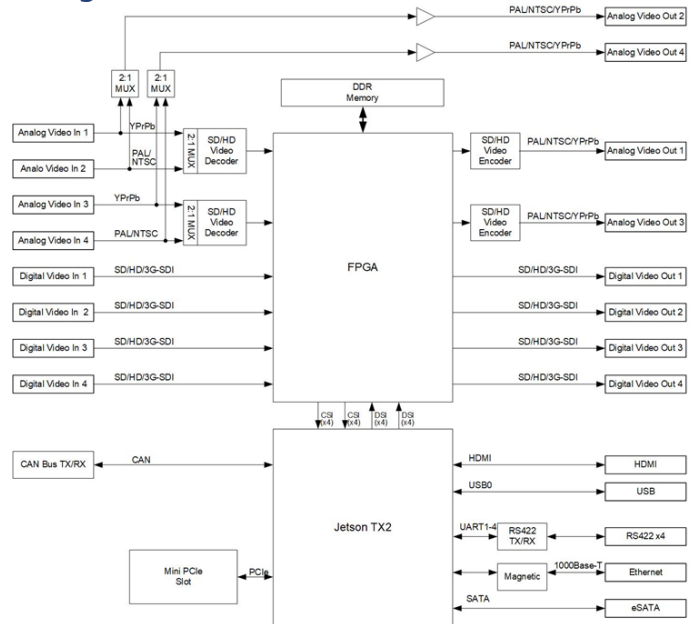 PAL/NTSC/YPrPb
Analog Video Out 2
PAL/NTSC/YPrPb
Analog Video Out 4
2:1
MUX
2:1
MUX
DDR
Memory
Analog Video In 1
YPrPb
2:1 MUX
SD/HD
Video
Decoder
SD/HD
Video
Encoder
PAL/NTSC/YPrPb
Analog Video Out 1
Analo Video In 2
PAL/
NTSC
Analog Video In 3
YPrPb
2:1 MUX
SD/HD
Video
Decoder
SD/HD
Video
Encoder
PAL/NTSC/YPrPb
Analog Video Out 3
Analog Video In 4
PAL/NTSC
FPGA
Digital Video In 1
SD/HD/3G-SDI
SD/HD/3G-SDI
Digital Video Out 1
Digital Video In 2
SD/HD/3G-SDI
SD/HD/3G-SDI
Digital Video Out 2
Digital Video In 3
SD/HD/3G-SDI
SD/HD/3G-SDI
Digital Video Out 3
Digital Video In 4
SD/HD/3G-SDI
SD/HD/3G-SDI
Digital Video Out 4
CSI
(x4)
CSI
(x4)
DSI
(x4)
DSI
(x4)
CAN Bus TX/RX
CAN
HDMI
HDMI
USB0
USB
Jetson TX2
UART1-4
RS422
TX/RX
RS422 x4
Mini PCIe
Slot
PCIe
Magnetic
1000Base-T
Ethernet
SATA
eSATA